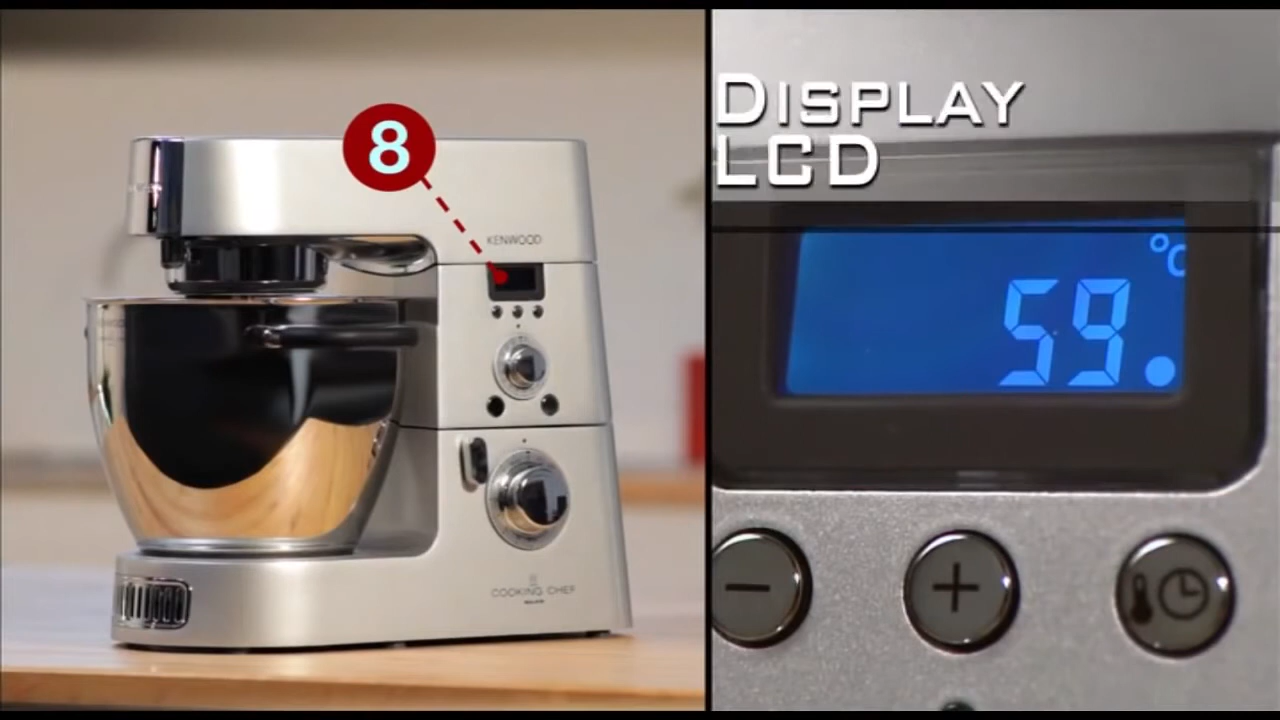 8
KENWOOD
COOKING CHEF
DISPLAY
LCD
59.
°C
− +